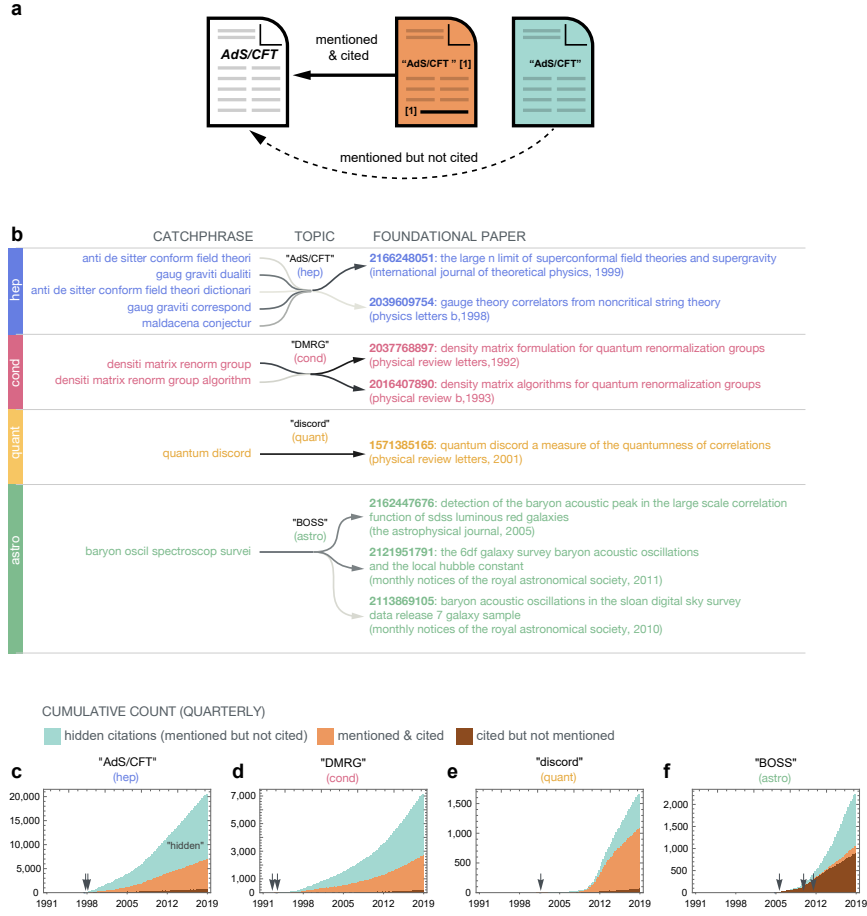 a
AdS/CFT
mentioned
& cited
“AdS/CFT ” [1]
[1]
“AdS/CFT”
mentioned but not cited
b
CATCHPHRASE
TOPIC
FOUNDATIONAL PAPER
hep
anti de sitter conform field theori
gaug graviti dualiti
anti de sitter conform field theori dictionari
gaug graviti correspond
maldacena conjectur
"AdS/CFT"
(hep)
2166248051: the large n limit of superconformal field theories and supergravity
(international journal of theoretical physics, 1999)
2039609754: gauge theory correlators from noncritical string theory
(physics letters b,1998)
cond
densiti matrix renorm group
densiti matrix renorm group algorithm
"DMRG"
(cond)
2037768897: density matrix formulation for quantum renormalization groups
(physical review letters,1992)
2016407890: density matrix algorithms for quantum renormalization groups
(physical review b,1993)
quant
quantum discord
"discord"
(quant)
1571385165: quantum discord a measure of the quantumness of correlations
(physical review letters, 2001)
astro
baryon oscil spectroscop survei
"BOSS"
(astro)
2162447676: detection of the baryon acoustic peak in the large scale correlation
function of sdss luminous red galaxies
(the astrophysical journal, 2005)
2121951791: the 6df galaxy survey baryon acoustic oscillations
and the local hubble constant
(monthly notices of the royal astronomical society, 2011)
2113869105: baryon acoustic oscillations in the sloan digital sky survey
data release 7 galaxy sample
(monthly notices of the royal astronomical society, 2010)
CUMULATIVE COUNT (QUARTERLY)
hidden citations (mentioned but not cited)
mentioned & cited
cited but not mentioned
c
"AdS/CFT"
(hep)
20,000
15,000
10,000
5,000
0
"hidden"
1991 1998 2005 2012 2019
d
"DMRG"
(cond)
7,000
5,000
3,000
1,000
0
1991 1998 2005 2012 2019
e
"discord"
(quant)
1,500
1,000
500
0
1991 1998 2005 2012 2019
f
"BOSS"
(astro)
2,000
1,500
1,000
500
0
1991 1998 2005 2012 2019